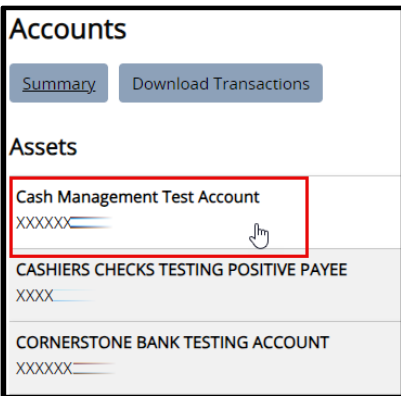 Accounts
Summary
Download Transactions
Assets
Cash Management Test Account
XXXXXX
CASHIERS CHECKS TESTING POSITIVE PAYEE
XXXX
CORNERSTONE BANK TESTING ACCOUNT
XXXXXX